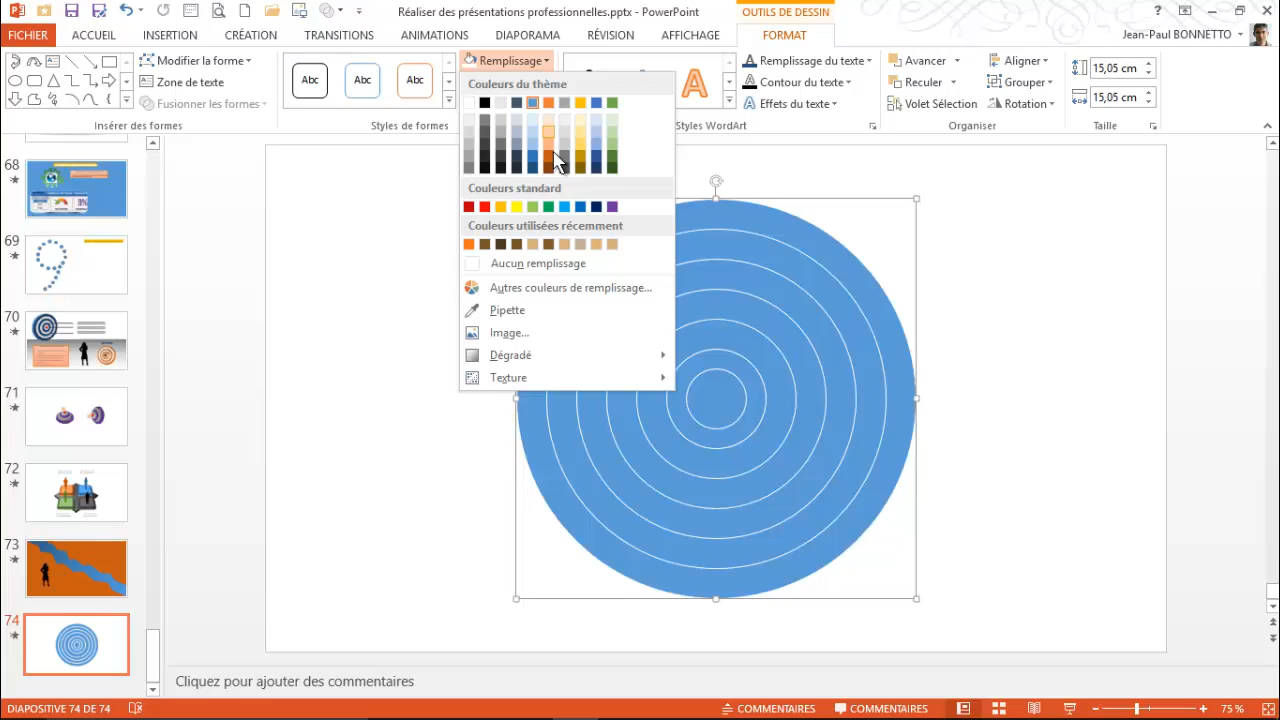 Réaliser des présentations professionnelles.pptx - PowerPoint
OUTILS DE DESSIN
?
FICHIER ACCUEIL INSERTION CRÉATION TRANSITIONS ANIMATIONS DIAPORAMA RÉVISION AFFICHAGE FORMAT
Jean-Paul BONNETTO
Modifier la forme
Zone de texte
Fusionner les formes
Insérer des formes
Abc Abc Abc
Styles de formes
Remplissage
A
Remplissage du texte
Contour du texte
Effets du texte
Styles WordArt
Avancer
Reculer
Volet Sélection
Aligner
Grouper
Rotation
Organiser
15,05 cm
15,05 cm
Taille
Couleurs du thème
Couleurs standard
Couleurs utilisées récemment
Aucun remplissage
Autres couleurs de remplissage...
Pipette
Image...
Dégradé
Texture
68
69
70
71
72
73
74
Cliquez pour ajouter des commentaires
DIAPOSITIVE 74 DE 74
COMMENTAIRES
COMMENTAIRES
75 %